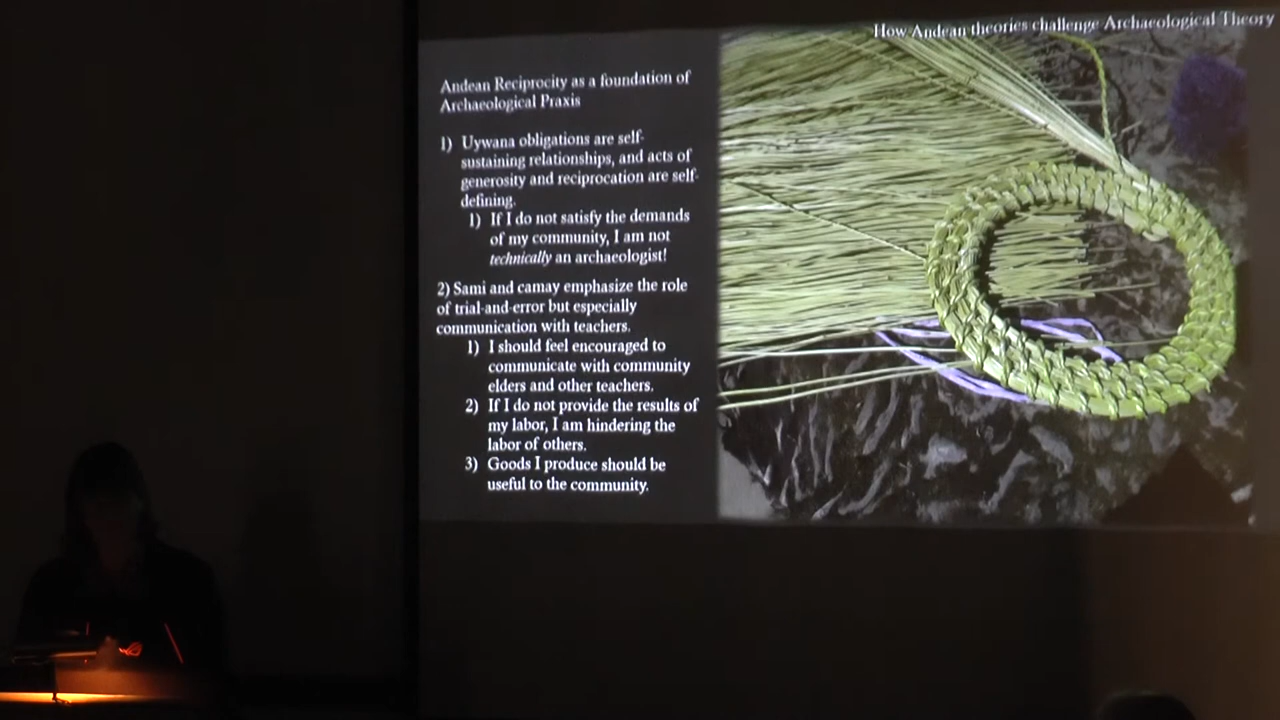 How Andean theories challenge Archaeological Theory
Andean Reciprocity as a foundation of
Archaeological Praxis
1) Uywana obligations are self-
sustaining relationships, and acts of
generosity and reciprocation are self-
defining.
1) If I do not satisfy the demands
of my community, I am not
technically an archaeologist!
2) Sami and camay emphasize the role
of trial-and-error but especially
communication with teachers.
1) I should feel encouraged to
communicate with community
elders and other teachers.
2) If I do not provide the results of
my labor, I am hindering the
labor of others.
3) Goods I produce should be
useful to the community.